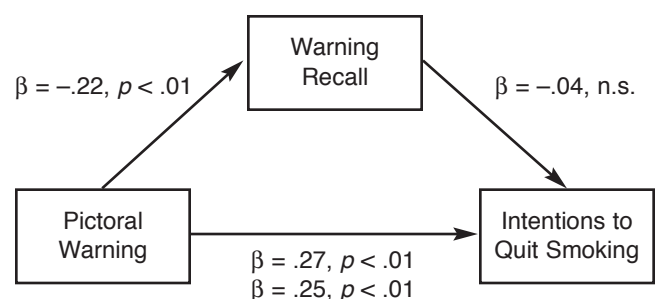 Warning
Recall
β = –.22, p < .01
β = –.04, n.s.
Pictoral
Warning
Intentions to
Quit Smoking
β = .27, p < .01
β = .25, p < .01